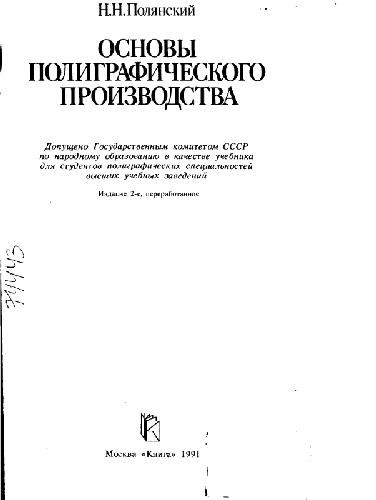 Н.Н.Полянский
ОСНОВЫ
ПОЛИГРАФИЧЕСКОГО
ПРОИЗВОДСТВА
Допущено Государственным комитетом СССР
по народному образованию в качестве учебника
для студентов полиграфических специальностей
высших учебных заведений
Издание 2-е, переработанное
Москва «Книга» 1991